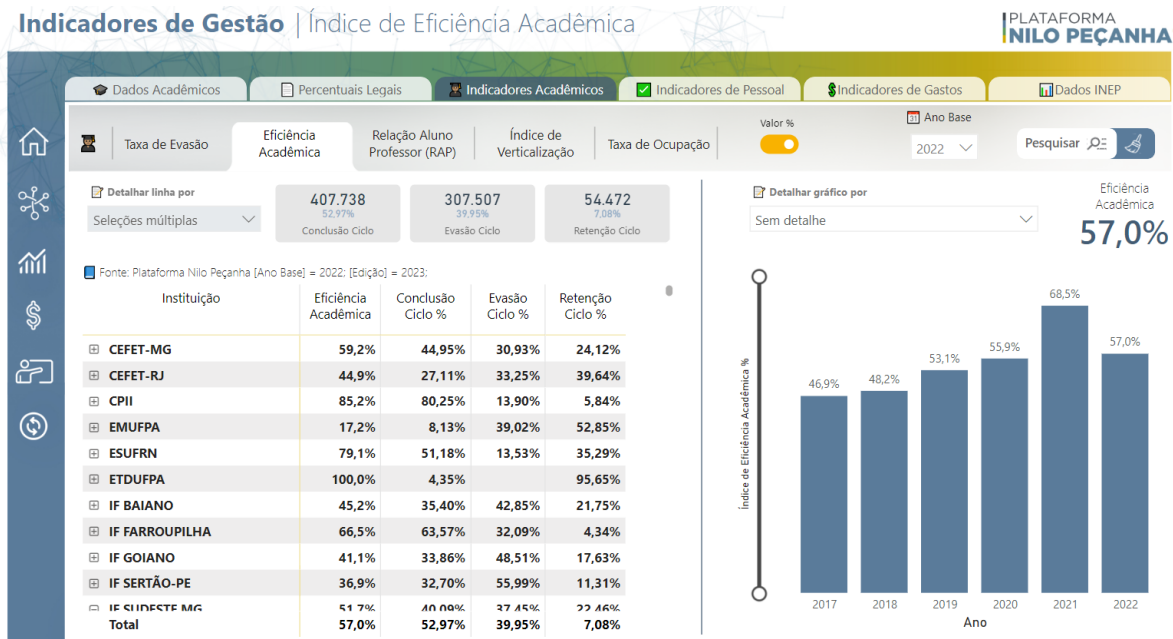 Indicadores de Gestão | Índice de Eficiência Acadêmica
PLATAFORMA
NILO PEÇANHA
Dados Acadêmicos
Percentuais Legais
Indicadores Acadêmicos
Indicadores de Pessoal
Indicadores de Gastos
Dados INEP
Taxa de Evasão
Eficiência
Acadêmica
Relação Aluno
Professor (RAP)
Índice de
Verticalização
Taxa de Ocupação
Valor %
Ano Base
2022
Pesquisar
Detalhar linha por
Seleções múltiplas
407.738
52,97%
Conclusão Ciclo
307.507
39,95%
Evasão Ciclo
54.472
7,08%
Retenção Ciclo
Fonte: Plataforma Nilo Peçanha [Ano Base] = 2022; [Edição] = 2023;
Instituição Eficiência Acadêmica Conclusão Ciclo % Evasão Ciclo % Retenção Ciclo %
CEFET-MG 59,2% 44,95% 30,93% 24,12%
CEFET-RJ 44,9% 27,11% 33,25% 39,64%
CPII 85,2% 80,25% 13,90% 5,84%
EMUFPA 17,2% 8,13% 39,02% 52,85%
ESUFRN 79,1% 51,18% 13,53% 35,29%
ETDUFPA 100,0% 4,35% 95,65%
IF BAIANO 45,2% 35,40% 42,85% 21,75%
IF FARROUPILHA 66,5% 63,57% 32,09% 4,34%
IF GOIANO 41,1% 33,86% 48,51% 17,63%
IF SERTÃO-PE 36,9% 32,70% 55,99% 11,31%
IF SUDESTE MG 51,7% 40,09% 37,45% 22,46%
Total 57,0% 52,97% 39,95% 7,08%
Detalhar gráfico por
Sem detalhe
Eficiência
Acadêmica
57,0%
Índice de Eficiência Acadêmica %
46,9%
48,2%
53,1%
55,9%
68,5%
57,0%
2017 2018 2019 2020 2021 2022
Ano